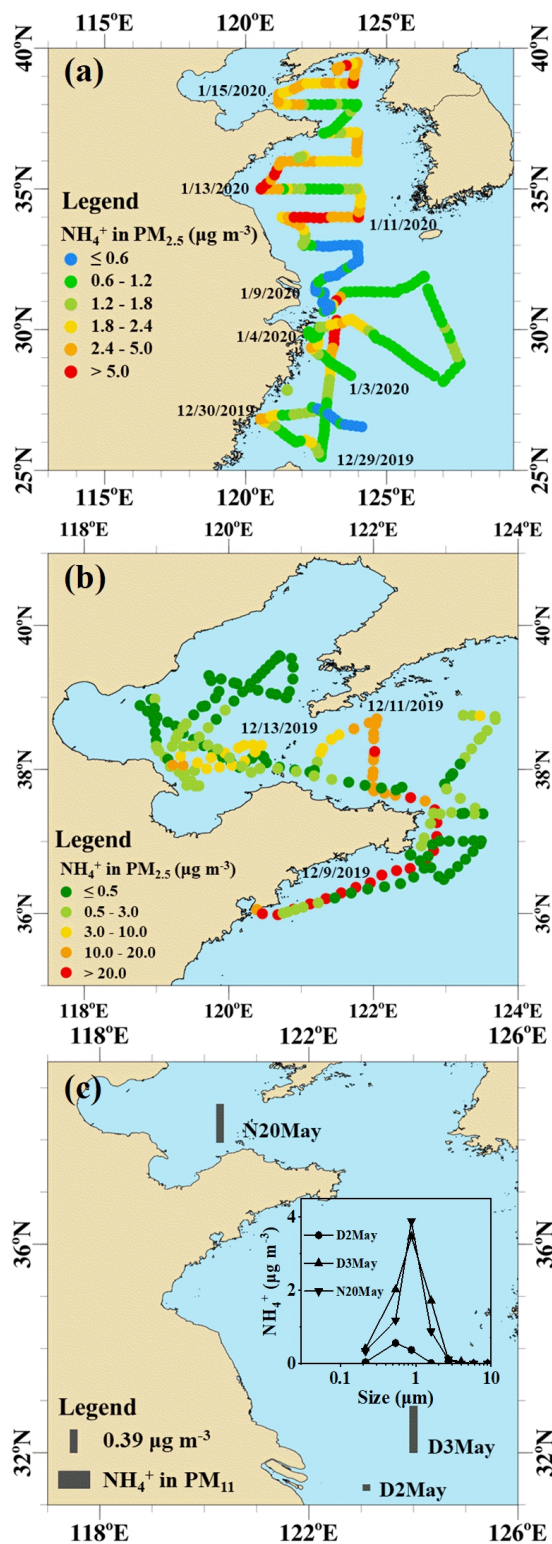 115°E 120°E 125°E
40°N 40°N
(a)
1/15/2020
35°N 1/13/2020 35°N
Legend
NH₄⁺ in PM₂.₅ (μg m⁻³)
≤ 0.6
0.6 - 1.2
1.2 - 1.8
1.8 - 2.4
2.4 - 5.0
> 5.0
1/11/2020
1/9/2020
30°N 30°N
1/4/2020
1/3/2020
12/30/2019
12/29/2019
25°N 25°N
115°E 120°E 125°E
118°E 120°E 122°E 124°E
(b)
40°N 40°N
12/11/2019
12/13/2019
38°N 38°N
Legend
NH₄⁺ in PM₂.₅ (μg m⁻³)
≤ 0.5
0.5 - 3.0
3.0 - 10.0
10.0 - 20.0
> 20.0
12/9/2019
36°N 36°N
118°E 120°E 122°E 124°E
118°E 122°E 126°E
(c)
N20May
36°N 36°N
NH₄⁺ (μg m⁻³)
4
2
0
D2May
D3May
N20May
0.1 1 10
Size (μm)
Legend
0.39 μg m⁻³
NH₄⁺ in PM₁₁
D3May
32°N 32°N
D2May
118°E 122°E 126°E